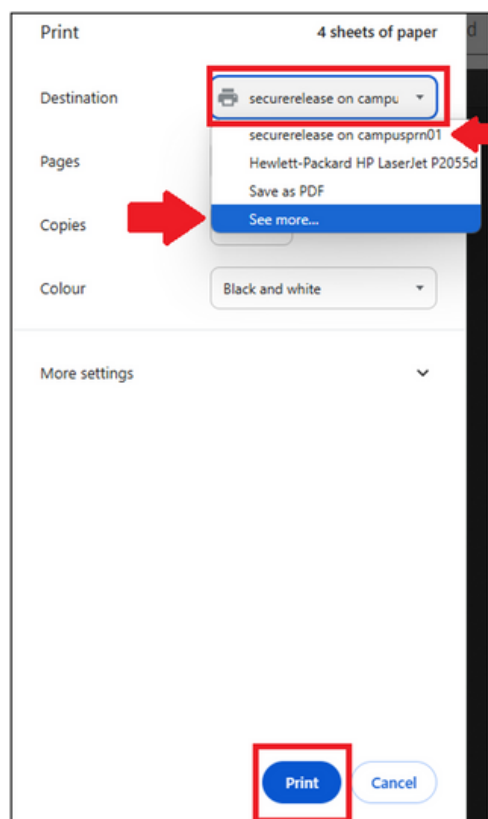 Print 4 sheets of paper
Destination securerelease on campu
securerelease on campusprn01
Pages Hewlett-Packard HP LaserJet P2055d
Save as PDF
Copies See more...
Colour Black and white
More settings
Print Cancel